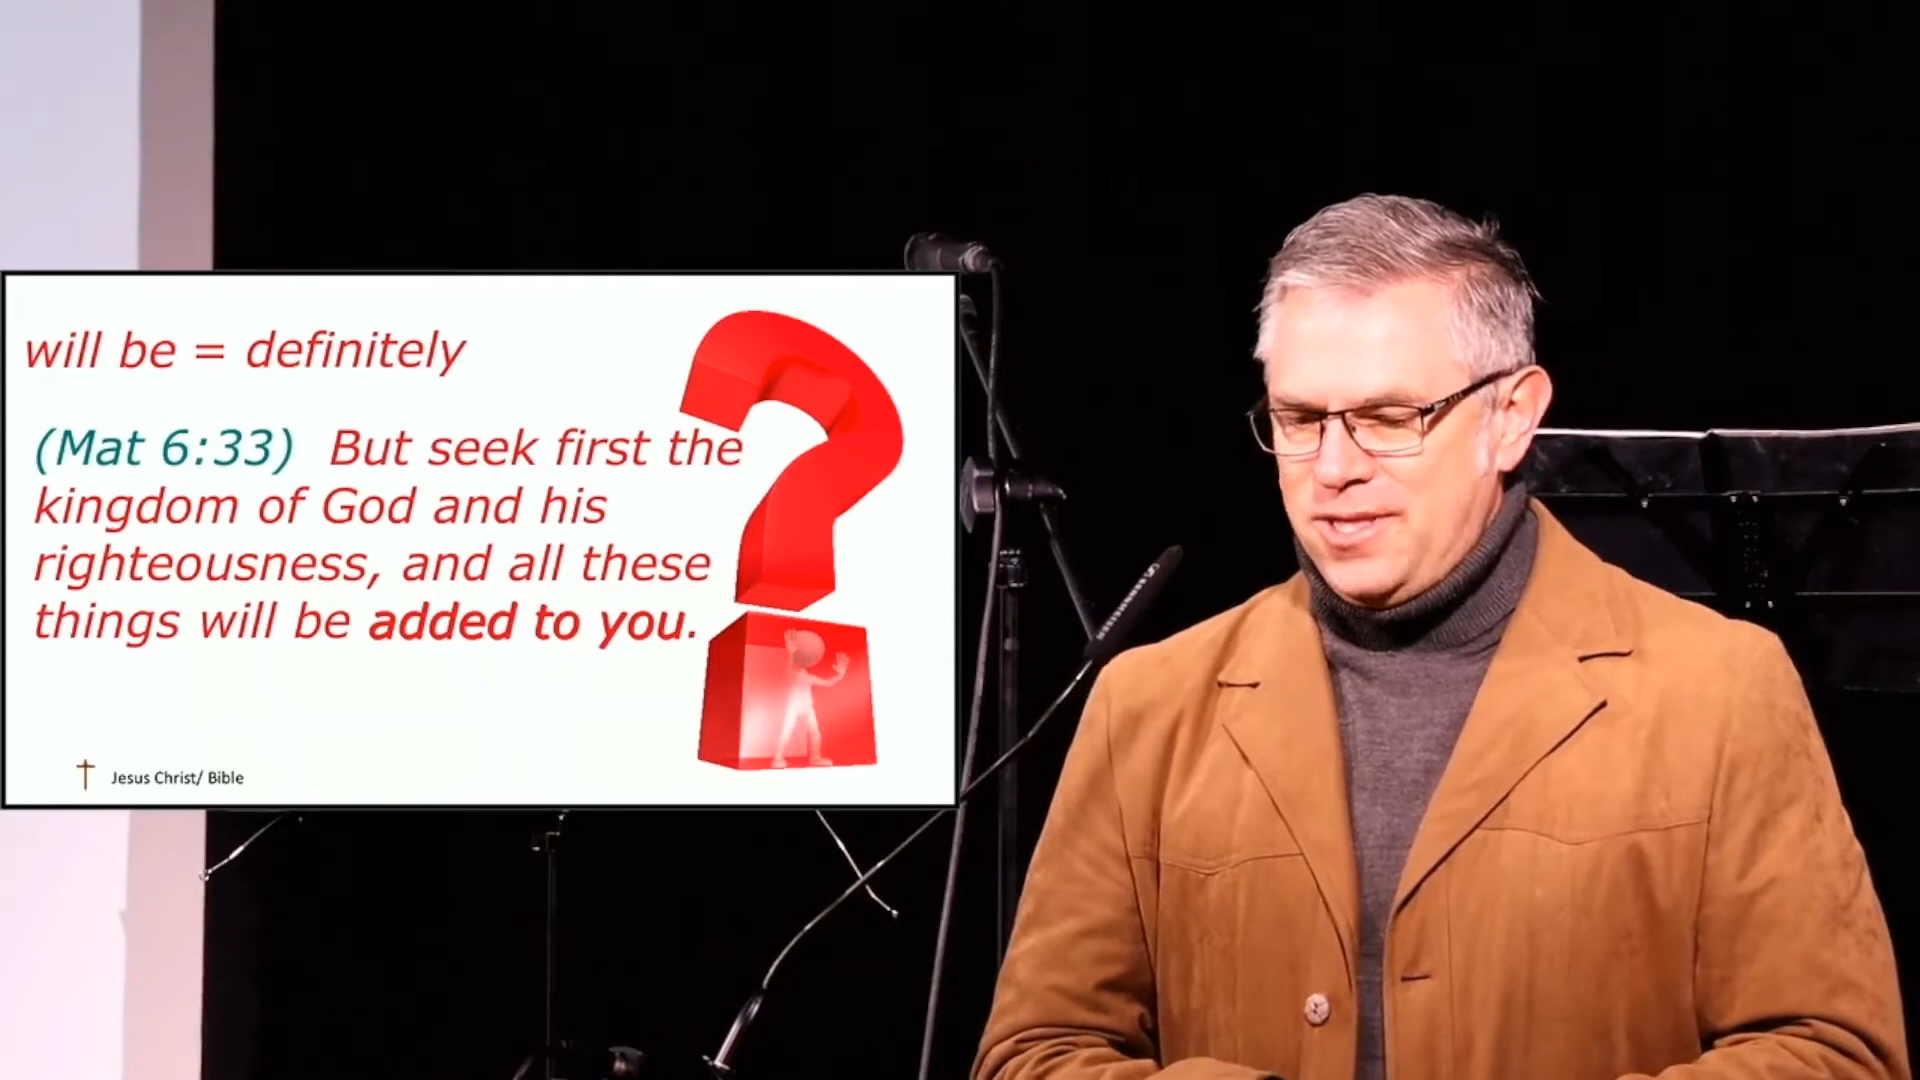 will be = definitely
(Mat 6:33) But seek first the
kingdom of God and his
righteousness, and all these
things will be added to you.
Jesus Christ/ Bible
SENNHEISER